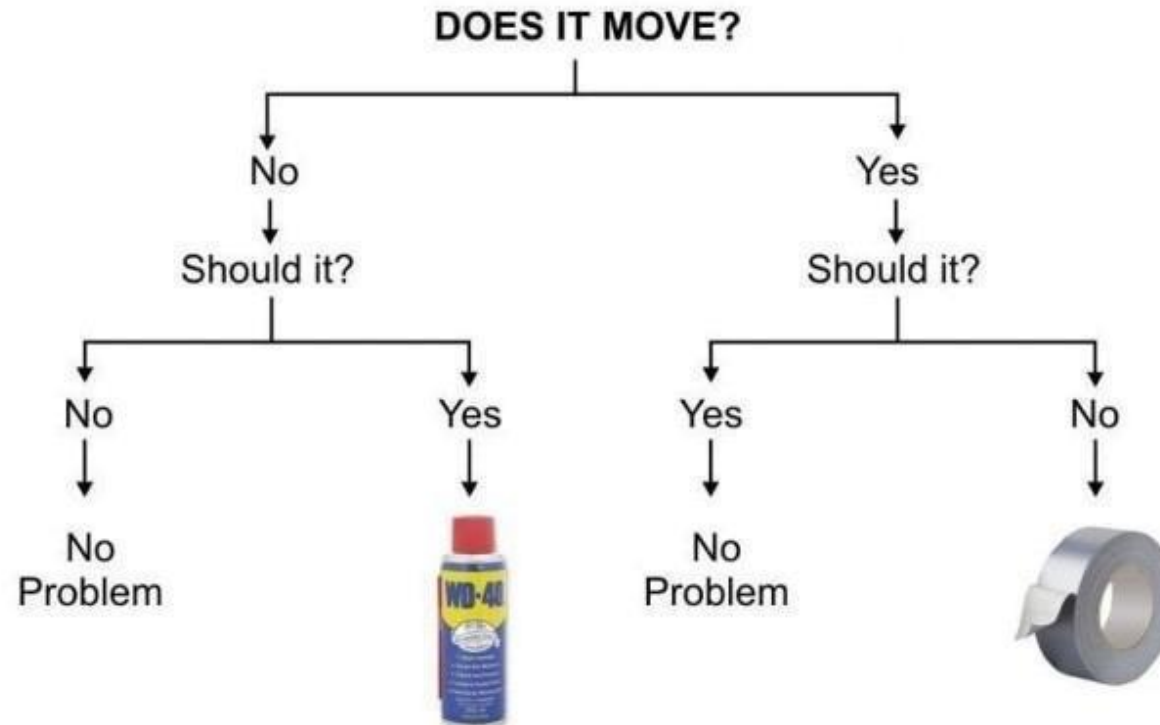 DOES IT MOVE?
No
Yes
Should it?
Should it?
No
Yes
Yes
No
No
Problem
No
Problem
WD-40